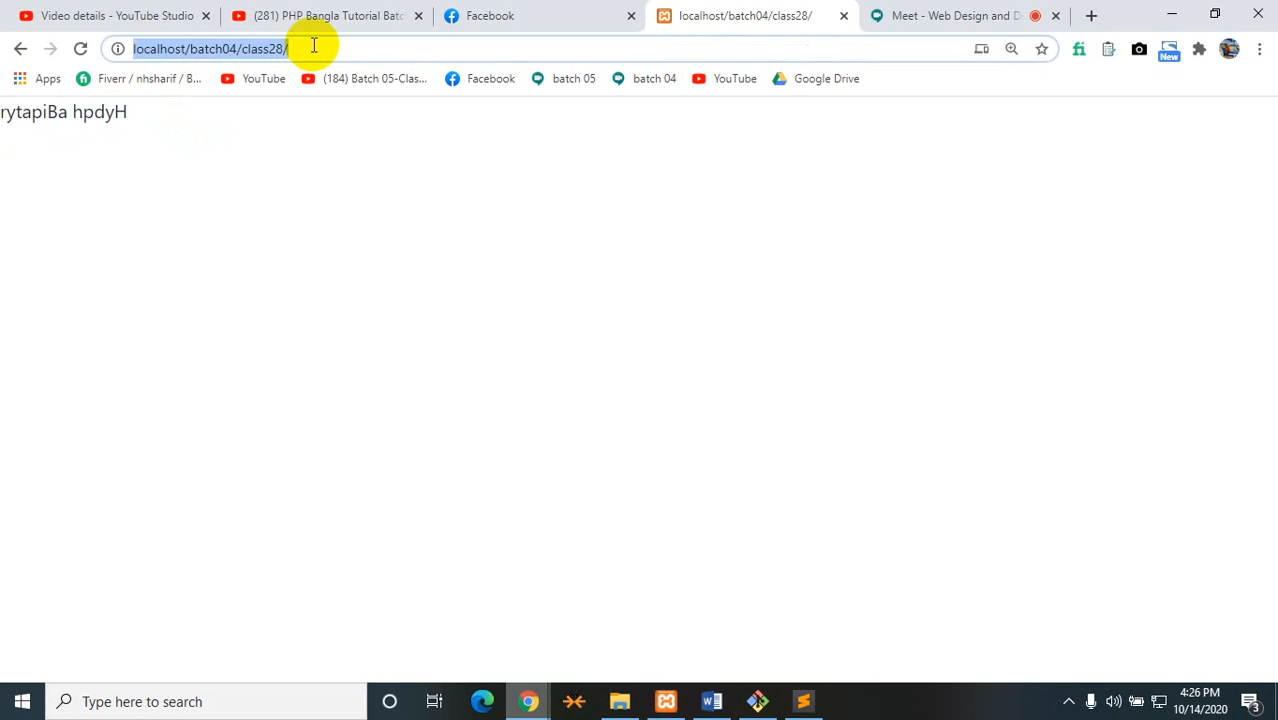 Video details - YouTube Studio
(281) PHP Bangla Tutorial Batc
Facebook
localhost/batch04/class28/
Meet - Web Design and D
localhost/batch04/class28/
New
Apps
Fiverr / nhsharif / B...
YouTube
(184) Batch 05-Clas...
Facebook
batch 05
batch 04
YouTube
Google Drive
rytapiBa hpdyH
Type here to search
4:26 PM
10/14/2020
3